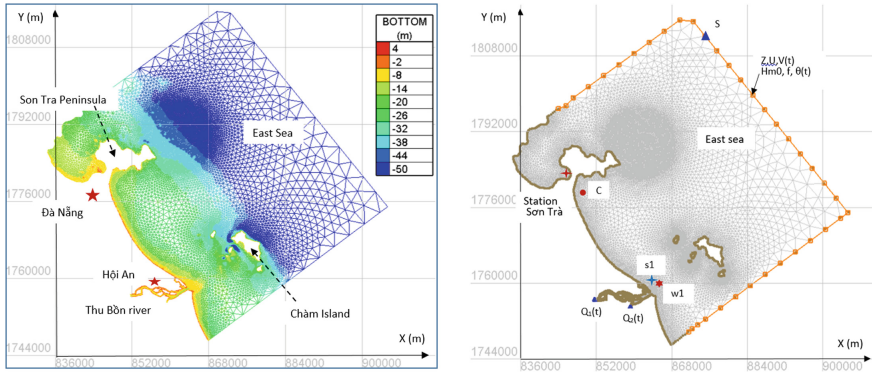 Y (m)
1808000
1792000
1776000
1760000
1744000
BOTTOM
(m)
4
-2
-8
-14
-20
-26
-32
-38
-44
-50
Son Tra Peninsula
East Sea
Đà Nẵng
Hội An
Thu Bồn river
Chàm Island
X (m)
836000
852000
868000
884000
900000
Y (m)
1808000
1792000
1776000
1760000
1744000
S
Z,U,V(t)
Hm0, f, θ(t)
East sea
Station
Sơn Trà
C
s1
w1
Q₁(t)
Q₂(t)
X (m)
836000
852000
868000
884000
900000